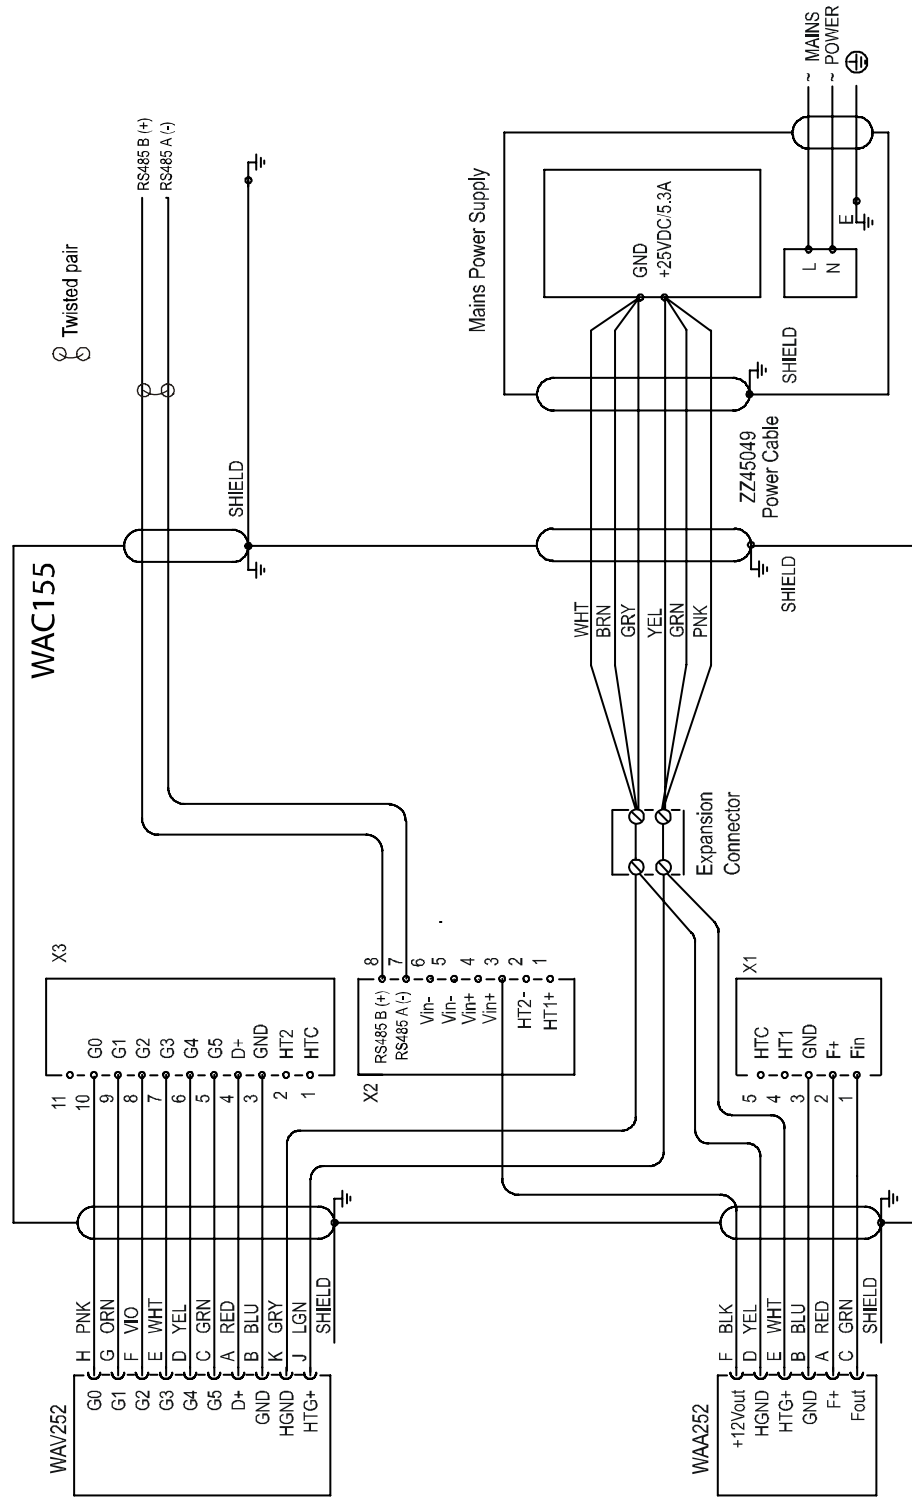 WAV252
H PNK
G ORN
F VIO
E WHT
D YEL
C GRN
A RED
B BLU
K GRY
J LGN
SHIELD
G0
G1
G2
G3
G4
G5
D+
GND
HGND
HTG+
WAA252
F BLK
D YEL
E WHT
B BLU
A RED
C GRN
SHIELD
+12Vout
HGND
HTG+
GND
F+
Fout
X3
11
10 G0
9 G1
8 G2
7 G3
6 G4
5 G5
4 D+
3 GND
2 HT2
1 HTC
X2
RS485 B (+) 8
RS485 A (-) 7
Vin- 6
Vin- 5
Vin+ 4
Vin+ 3
HT2- 2
HT1+ 1
X1
5 HTC
4 HT1
3 GND
2 F+
1 Fin
Expansion
Connector
WAC155
WHT
BRN
GRY
YEL
GRN
PNK
SHIELD
SHIELD
ZZ45049
Power Cable
SHIELD
Twisted pair
RS485 B (+)
RS485 A (-)
Mains Power Supply
GND
+25VDC/5.3A
L
N
E
~ MAINS
~ POWER